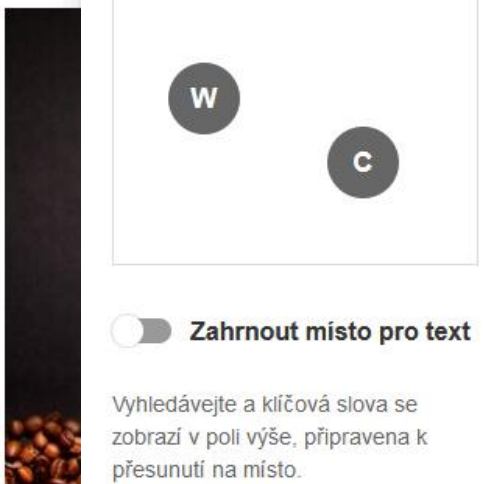 W
C
Zahrnout místo pro text
Vyhledávejte a klíčová slova se
zobrazí v poli výše, připravena k
přesunutí na místo.